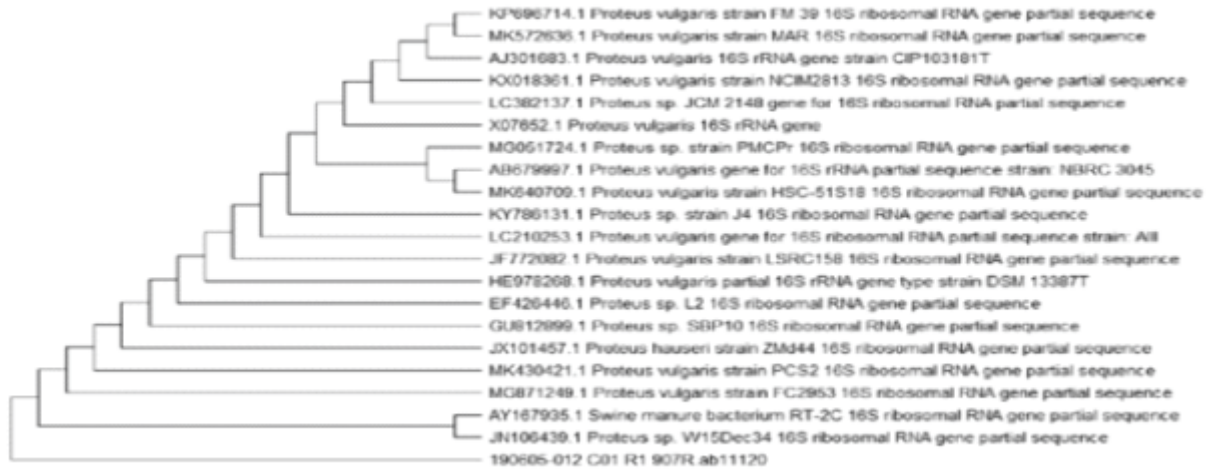 KP696714.1 Proteus vulgaris strain FM 39 16S ribosomal RNA gene partial sequence
MK572636.1 Proteus vulgaris strain MAR 16S ribosomal RNA gene partial sequence
AJ301683.1 Proteus vulgaris 16S rRNA gene strain CIP103181T
KX018361.1 Proteus vulgaris strain NCIM2813 16S ribosomal RNA gene partial sequence
LC382137.1 Proteus sp. JCM 2148 gene for 16S ribosomal RNA partial sequence
X07652.1 Proteus vulgaris 16S rRNA gene
MG051724.1 Proteus sp. strain PMCPr 16S ribosomal RNA gene partial sequence
AB679997.1 Proteus vulgaris gene for 16S rRNA partial sequence strain: NBRC 3045
MK640709.1 Proteus vulgaris strain HSC-51S18 16S ribosomal RNA gene partial sequence
KY786131.1 Proteus sp. strain J4 16S ribosomal RNA gene partial sequence
LC210253.1 Proteus vulgaris gene for 16S ribosomal RNA partial sequence strain:
JF772082.1 Proteus vulgaris strain LSRC158 16S ribosomal RNA gene partial sequence
HE978268.1 Proteus vulgaris partial 16S rRNA gene type strain DSM 13387T
EF426446.1 Proteus sp. L2 16S ribosomal RNA gene partial sequence
GU812899.1 Proteus sp. SBP10 16S ribosomal RNA gene partial sequence
JX101457.1 Proteus hauseri strain ZMd44 16S ribosomal RNA gene partial sequence
MK430421.1 Proteus vulgaris strain PCS2 16S ribosomal RNA gene partial sequence
MG871249.1 Proteus vulgaris strain FC2953 16S ribosomal RNA gene partial sequence
AY167935.1 Swine manure bacterium RT-2C 16S ribosomal RNA gene partial sequence
JN106439.1 Proteus sp. W15Dec34 16S ribosomal RNA gene partial sequence
190605-012 C01 R1 907R.ab11120